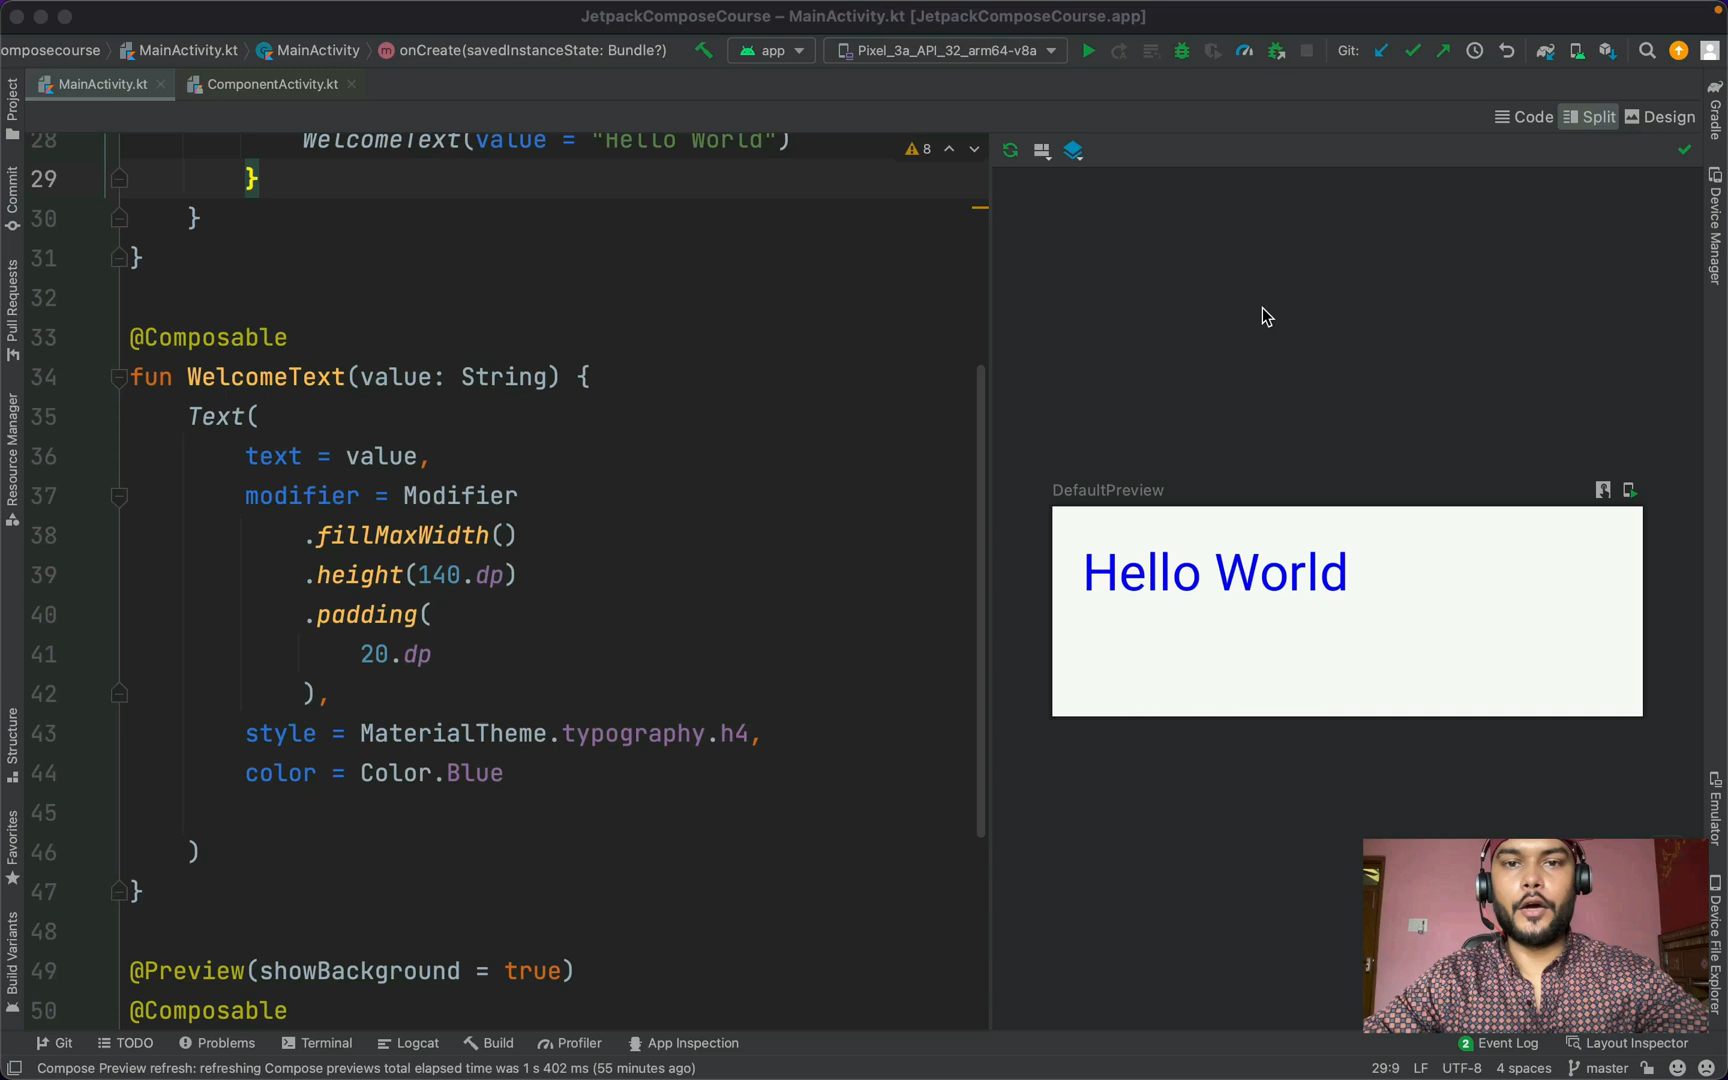 JetpackComposeCourse – MainActivity.kt [JetpackComposeCourse.app]
omposecourse MainActivity.kt MainActivity onCreate(savedInstanceState: Bundle?) app Pixel_3a_API_32_arm64-v8a Git:
MainActivity.kt ComponentActivity.kt
Code Split Design
28 WelcomeText(value = "Hello World") 8
29 }
30 }
31 }
32
33 @Composable
34 fun WelcomeText(value: String) {
35 Text(
36 text = value,
37 modifier = Modifier
38 .fillMaxWidth()
39 .height(140.dp)
40 .padding(
41 20.dp
42 ),
43 style = MaterialTheme.typography.h4,
44 color = Color.Blue
45
46 )
47 }
48
49 @Preview(showBackground = true)
50 @Composable
DefaultPreview
Hello World
Project
Commit
Pull Requests
Resource Manager
Structure
Favorites
Build Variants
Gradle
Device Manager
Emulator
Device File Explorer
Git TODO Problems Terminal Logcat Build Profiler App Inspection 2 Event Log Layout Inspector
Compose Preview refresh: refreshing Compose previews total elapsed time was 1 s 402 ms (55 minutes ago) 29:9 LF UTF-8 4 spaces master